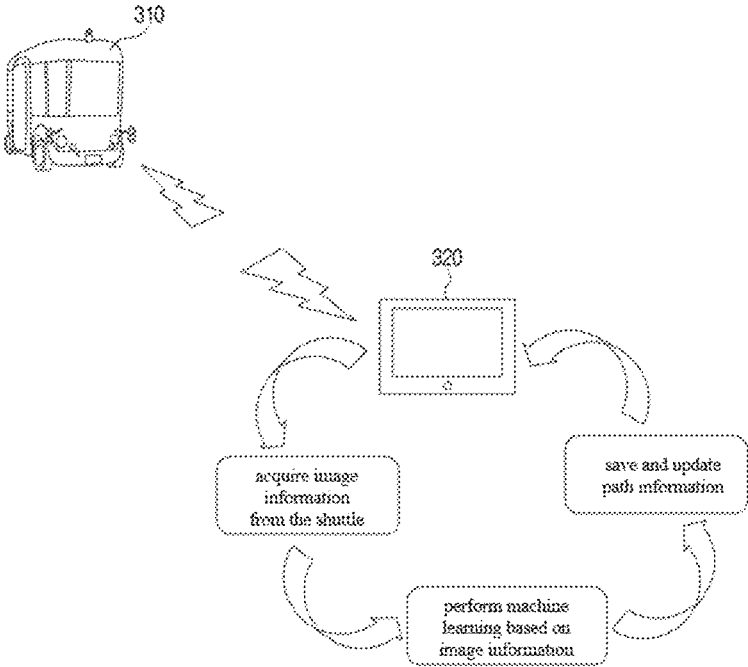 310
320
acquire image
information
from the shuttle
save and update
path information
perform machine
learning based on
image information